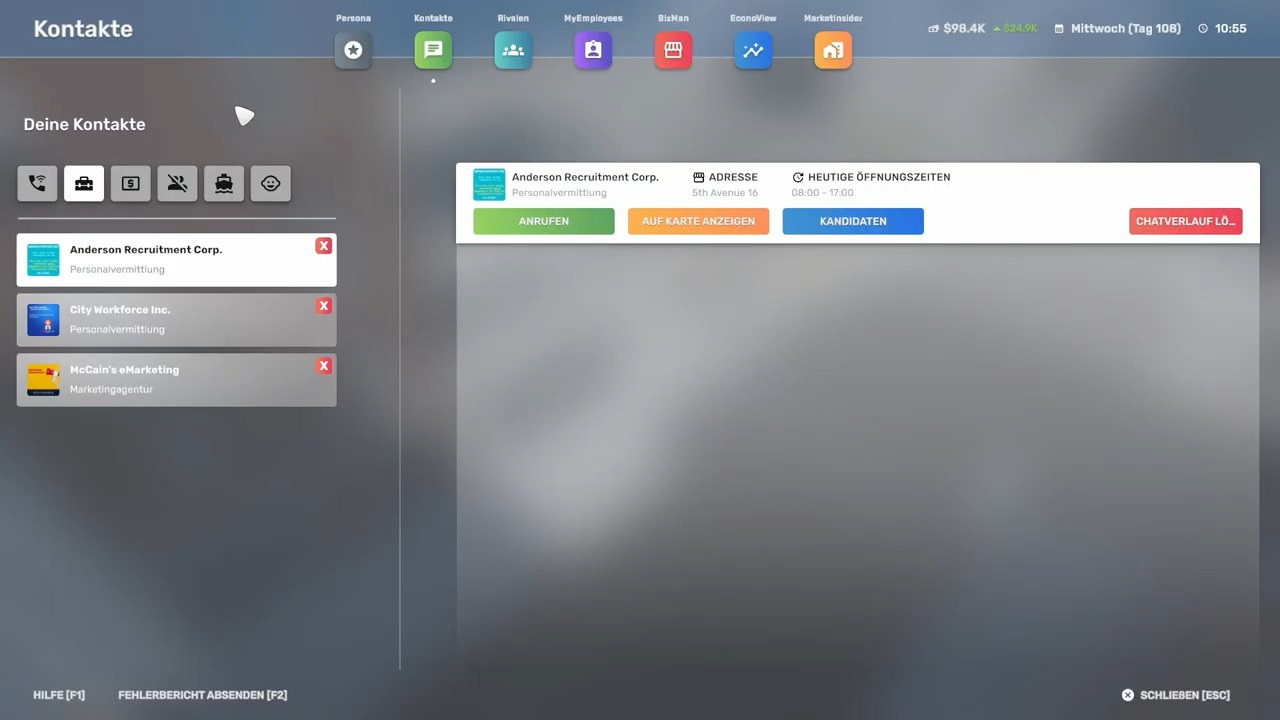 Kontakte
Persona
Kontakte
Rivalen
MyEmployees
BizMan
EconoView
MarketInsider
$98.4K
$24.9K
Mittwoch (Tag 108)
10:55
Deine Kontakte
Anderson Recruitment Corp.
Personalvermittlung
X
City Workforce Inc.
Personalvermittlung
X
McCain's eMarketing
Marketingagentur
X
Anderson Recruitment Corp.
Personalvermittlung
ADRESSE
5th Avenue 16
HEUTIGE ÖFFNUNGSZEITEN
08:00 - 17:00
ANRUFEN
AUF KARTE ANZEIGEN
KANDIDATEN
CHATVERLAUF LÖ...
HILFE [F1]
FEHLERBERICHT ABSENDEN [F2]
SCHLIEẞEN [ESC]